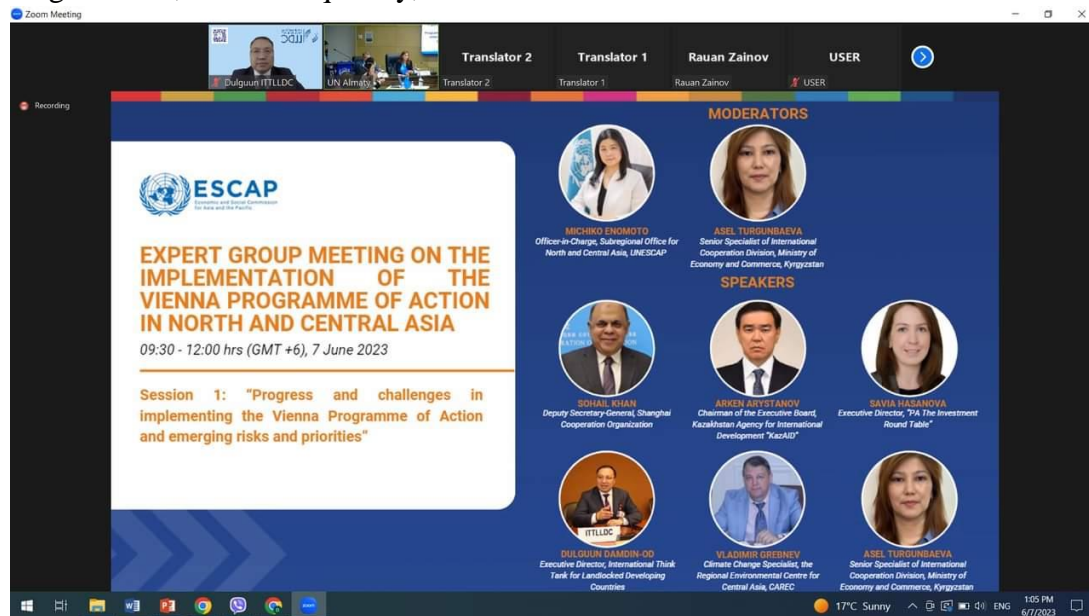 Zoom Meeting
Translator 2
Translator 1
Rauan Zainov
USER
Dulguun ITTLLDC
UN Almaty
Translator 2
Translator 1
Rauan Zainov
USER
Recording
ESCAP
Economic and Social Commission
for Asia and the Pacific
EXPERT GROUP MEETING ON THE
IMPLEMENTATION OF THE
VIENNA PROGRAMME OF ACTION
IN NORTH AND CENTRAL ASIA
09:30 - 12:00 hrs (GMT +6), 7 June 2023
Session 1: "Progress and challenges in
implementing the Vienna Programme of Action
and emerging risks and priorities"
MODERATORS
MICHIKO ENOMOTO
Officer-in-Charge, Subregional Office for
North and Central Asia, UNESCAP
ASEL TURGUNBAEVA
Senior Specialist of International
Cooperation Division, Ministry of
Economy and Commerce, Kyrgyzstan
SPEAKERS
SOHAIL KHAN
Deputy Secretary-General, Shanghai
Cooperation Organization
ARKEN ARYSTANOV
Chairman of the Executive Board,
Kazakhstan Agency for International
Development "KazAID"
SAVIA HASANOVA
Executive Director, "PA The Investment
Round Table"
ITTLLDC
DULGUUN DAMDIN-OD
Executive Director, International Think
Tank for Landlocked Developing
Countries
VLADIMIR GREBNEV
Climate Change Specialist, the
Regional Environmental Centre for
Central Asia, CAREC
ASEL TURGUNBAEVA
Senior Specialist of International
Cooperation Division, Ministry of
Economy and Commerce, Kyrgyzstan
17°C Sunny
ENG
1:05 PM
6/7/2023